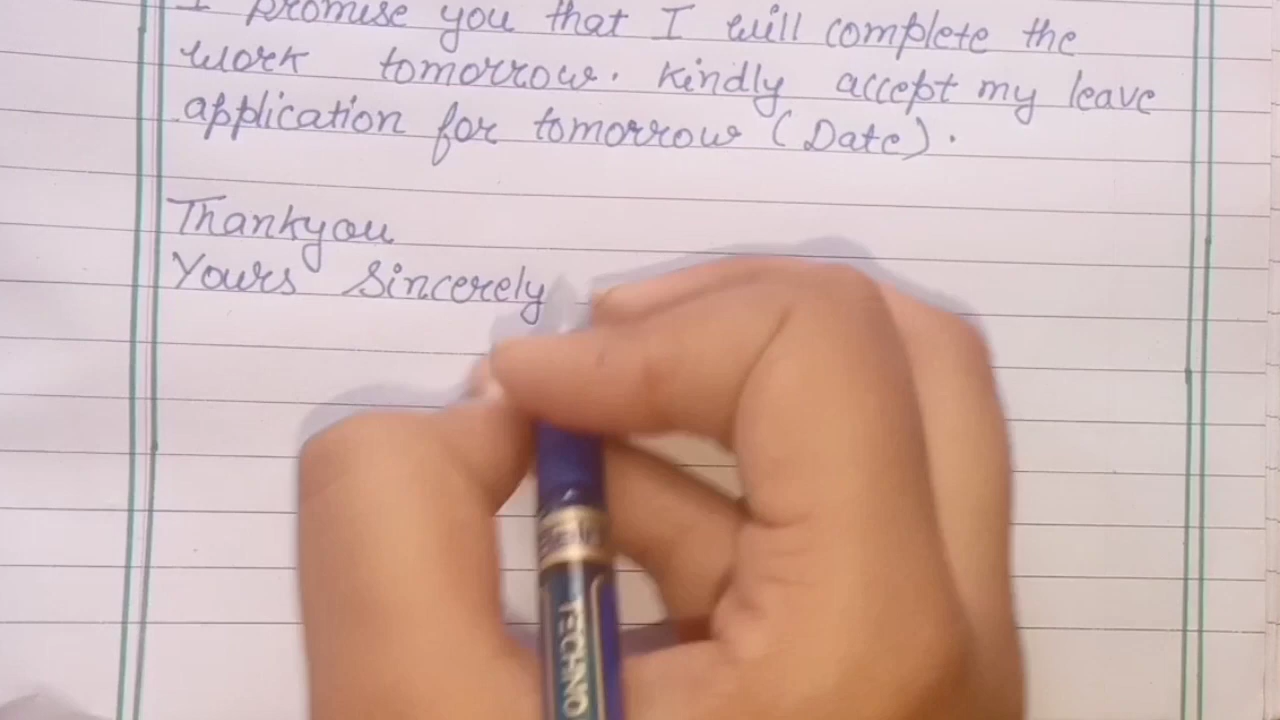 I promise you that I will complete the
work tomorrow. Kindly accept my leave
application for tomorrow (Date).
Thankyou
Yours Sincerely
TECHNO